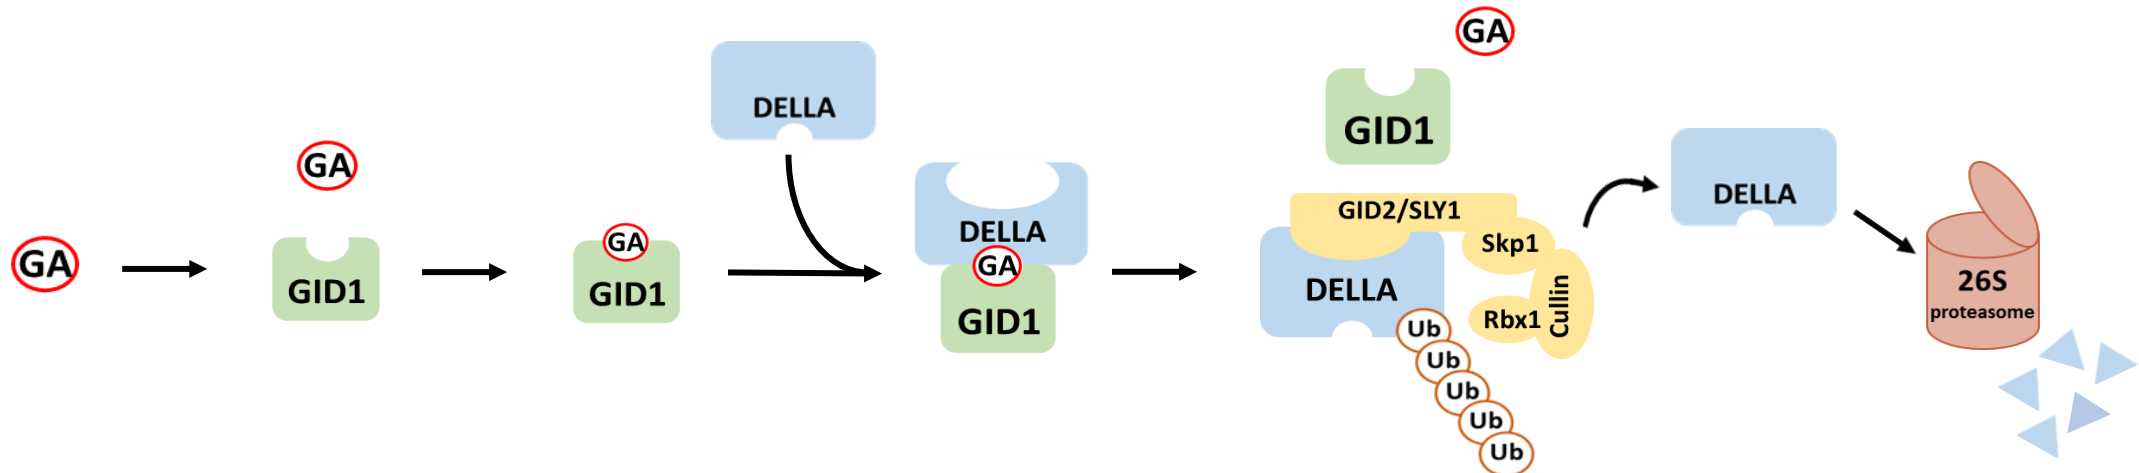 GA
GA
GID1
GA
GID1
DELLA
DELLA
GA
GID1
GA
GID1
GID2/SLY1
Skp1
DELLA
Rbx1
Cullin
Ub
Ub
Ub
Ub
Ub
DELLA
26S
proteasome